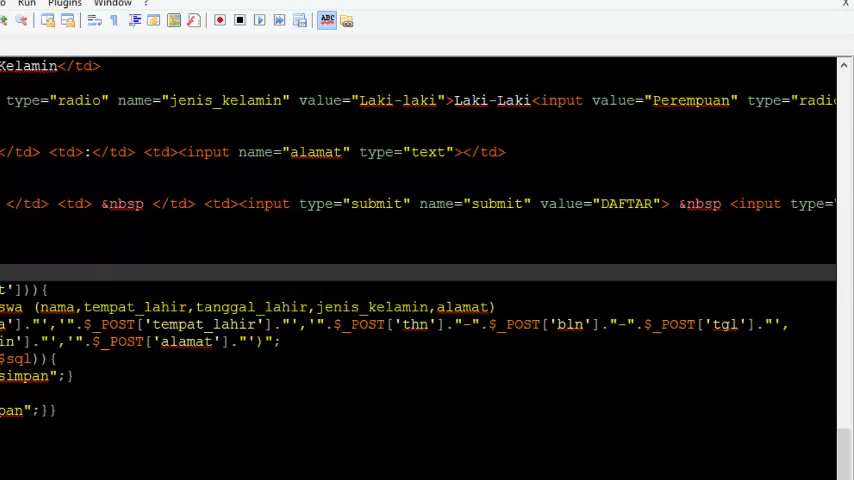 Run Plugins Window ? X
ABC
Kelamin</td>
type="radio" name="jenis_kelamin" value="Laki-laki">Laki-Laki<input value="Perempuan" type="radi
</td> <td>:</td> <td><input name="alamat" type="text"></td>
</td> <td> &nbsp </td> <td><input type="submit" name="submit" value="DAFTAR"> &nbsp <input type="
t'])){
swa (nama,tempat_lahir,tanggal_lahir,jenis_kelamin,alamat)
a']."','".$_POST['tempat_lahir']."','".$_POST['thn']."-".$_POST['bln']."-".$_POST['tgl']."',
in']."','".$_POST['alamat']."')";
$sql)){
simpan";}
pan";}}